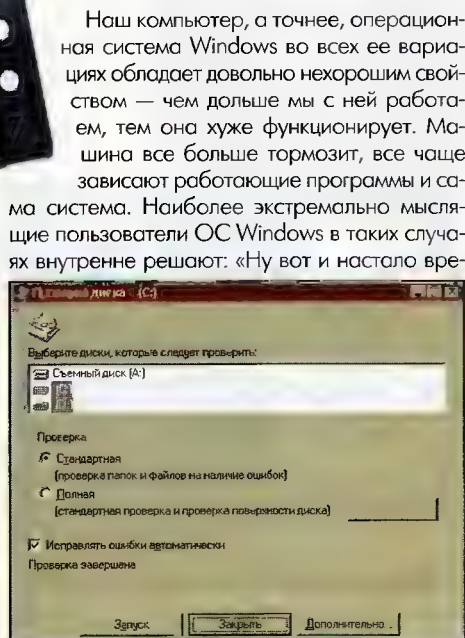 Наш компьютер, а точнее, операцион-
ная система Windows во всех ее вариа-
циях обладает довольно нехорошим свой-
ством — чем дольше мы с ней работа-
ем, тем она хуже функционирует. Ма-
шина все больше тормозит, все чаще
зависают работающие программы и са-
ма система. Наиболее экстремально мысля-
щие пользователи ОС Windows в таких случа-
ях внутренне решают: «Ну вот и настало вре-
диска (C:)
Выберите диски, которые следует проверить:
Съемный диск (A:)
Проверка
Стандартная
(проверка папок и файлов на наличие ошибок)
Полная
(стандартная проверка и проверка поверхности диска)
Исправлять ошибки автоматически
Проверка завершена
Запуск Закрыть Дополнительно...